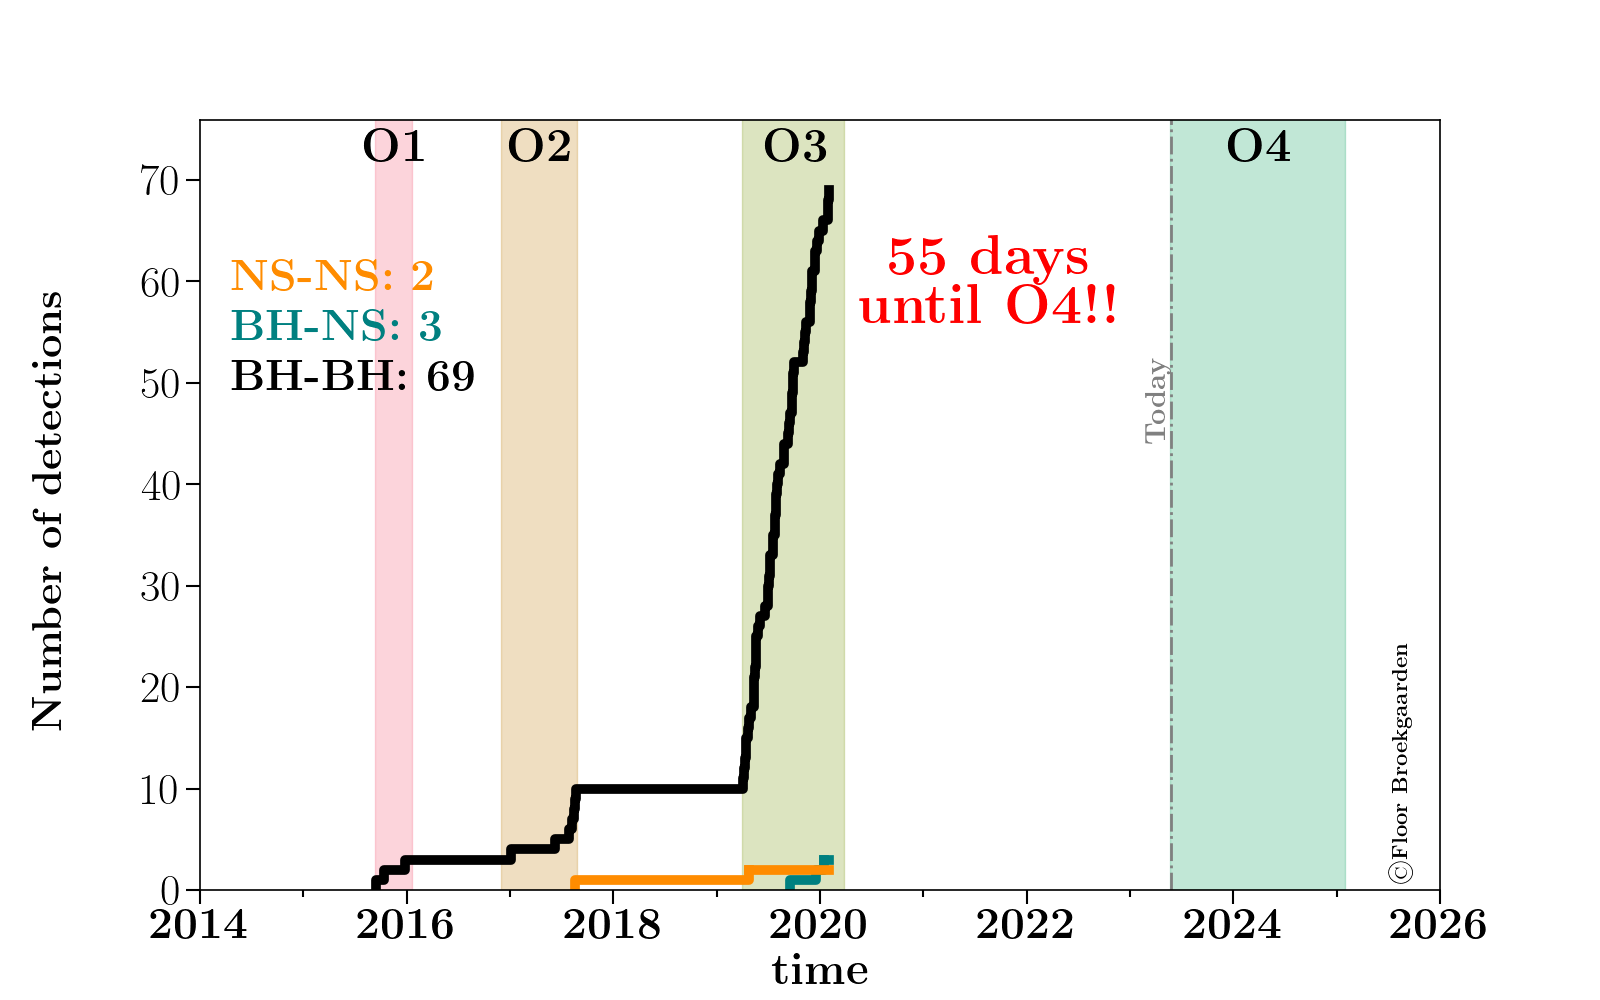 O1
O2
O3
O4
70
60
50
40
30
20
10
0
Number of detections
NS-NS: 2
BH-NS: 3
BH-BH: 69
55 days
until O4!!
Today
©Floor Broekgaarden
2014
2016
2018
2020
2022
2024
2026
time